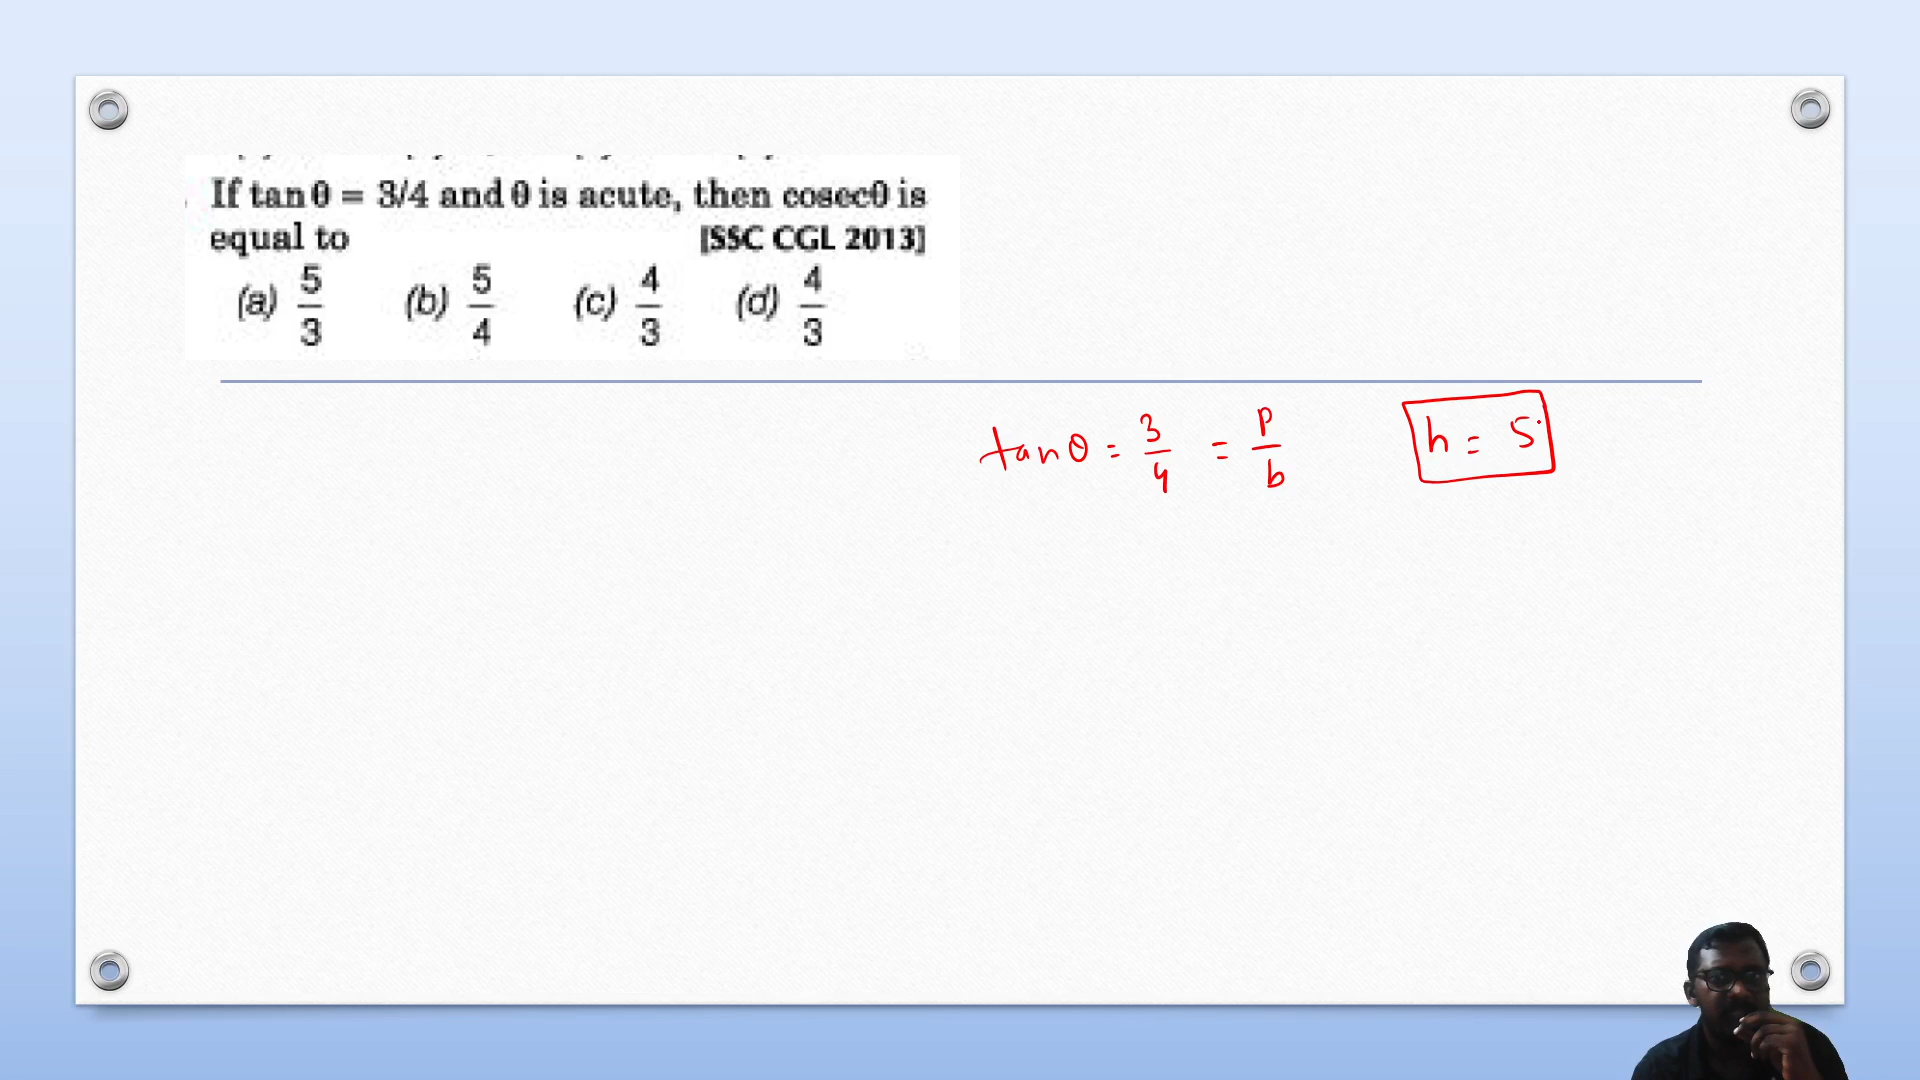 If tan θ = 3/4 and θ is acute, then cosecθ is
equal to [SSC CGL 2013]
(a) 5/3 (b) 5/4 (c) 4/3 (d) 4/3
tanθ = 3/4 = p/b h = 5